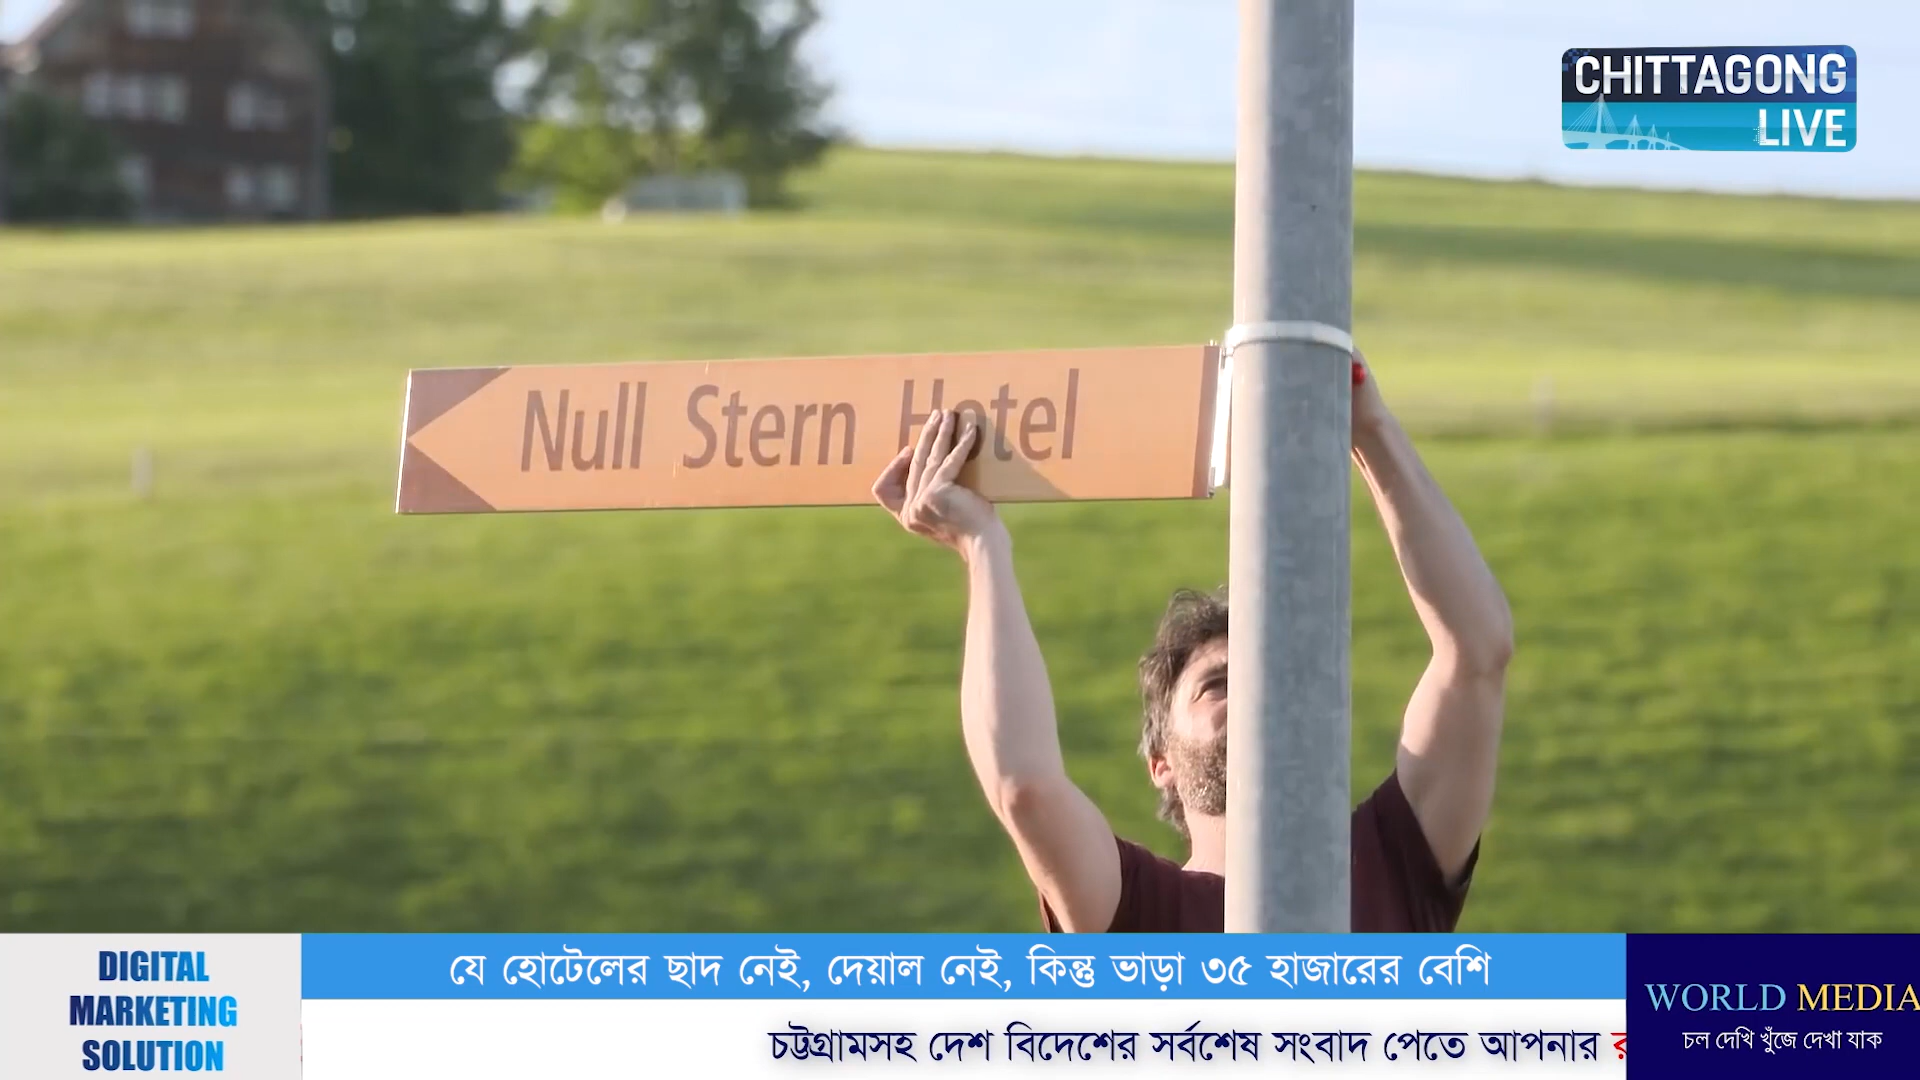 CHITTAGONG
LIVE
Null Stern Hotel
DIGITAL
MARKETING
SOLUTION
যে হোটেলের ছাদ নেই, দেয়াল নেই, কিন্তু ভাড়া ৩৫ হাজারের বেশি
চট্টগ্রামসহ দেশ বিদেশের সর্বশেষ সংবাদ পেতে আপনার
WORLD MEDIA
চল দেখি খুঁজে দেখা যাক